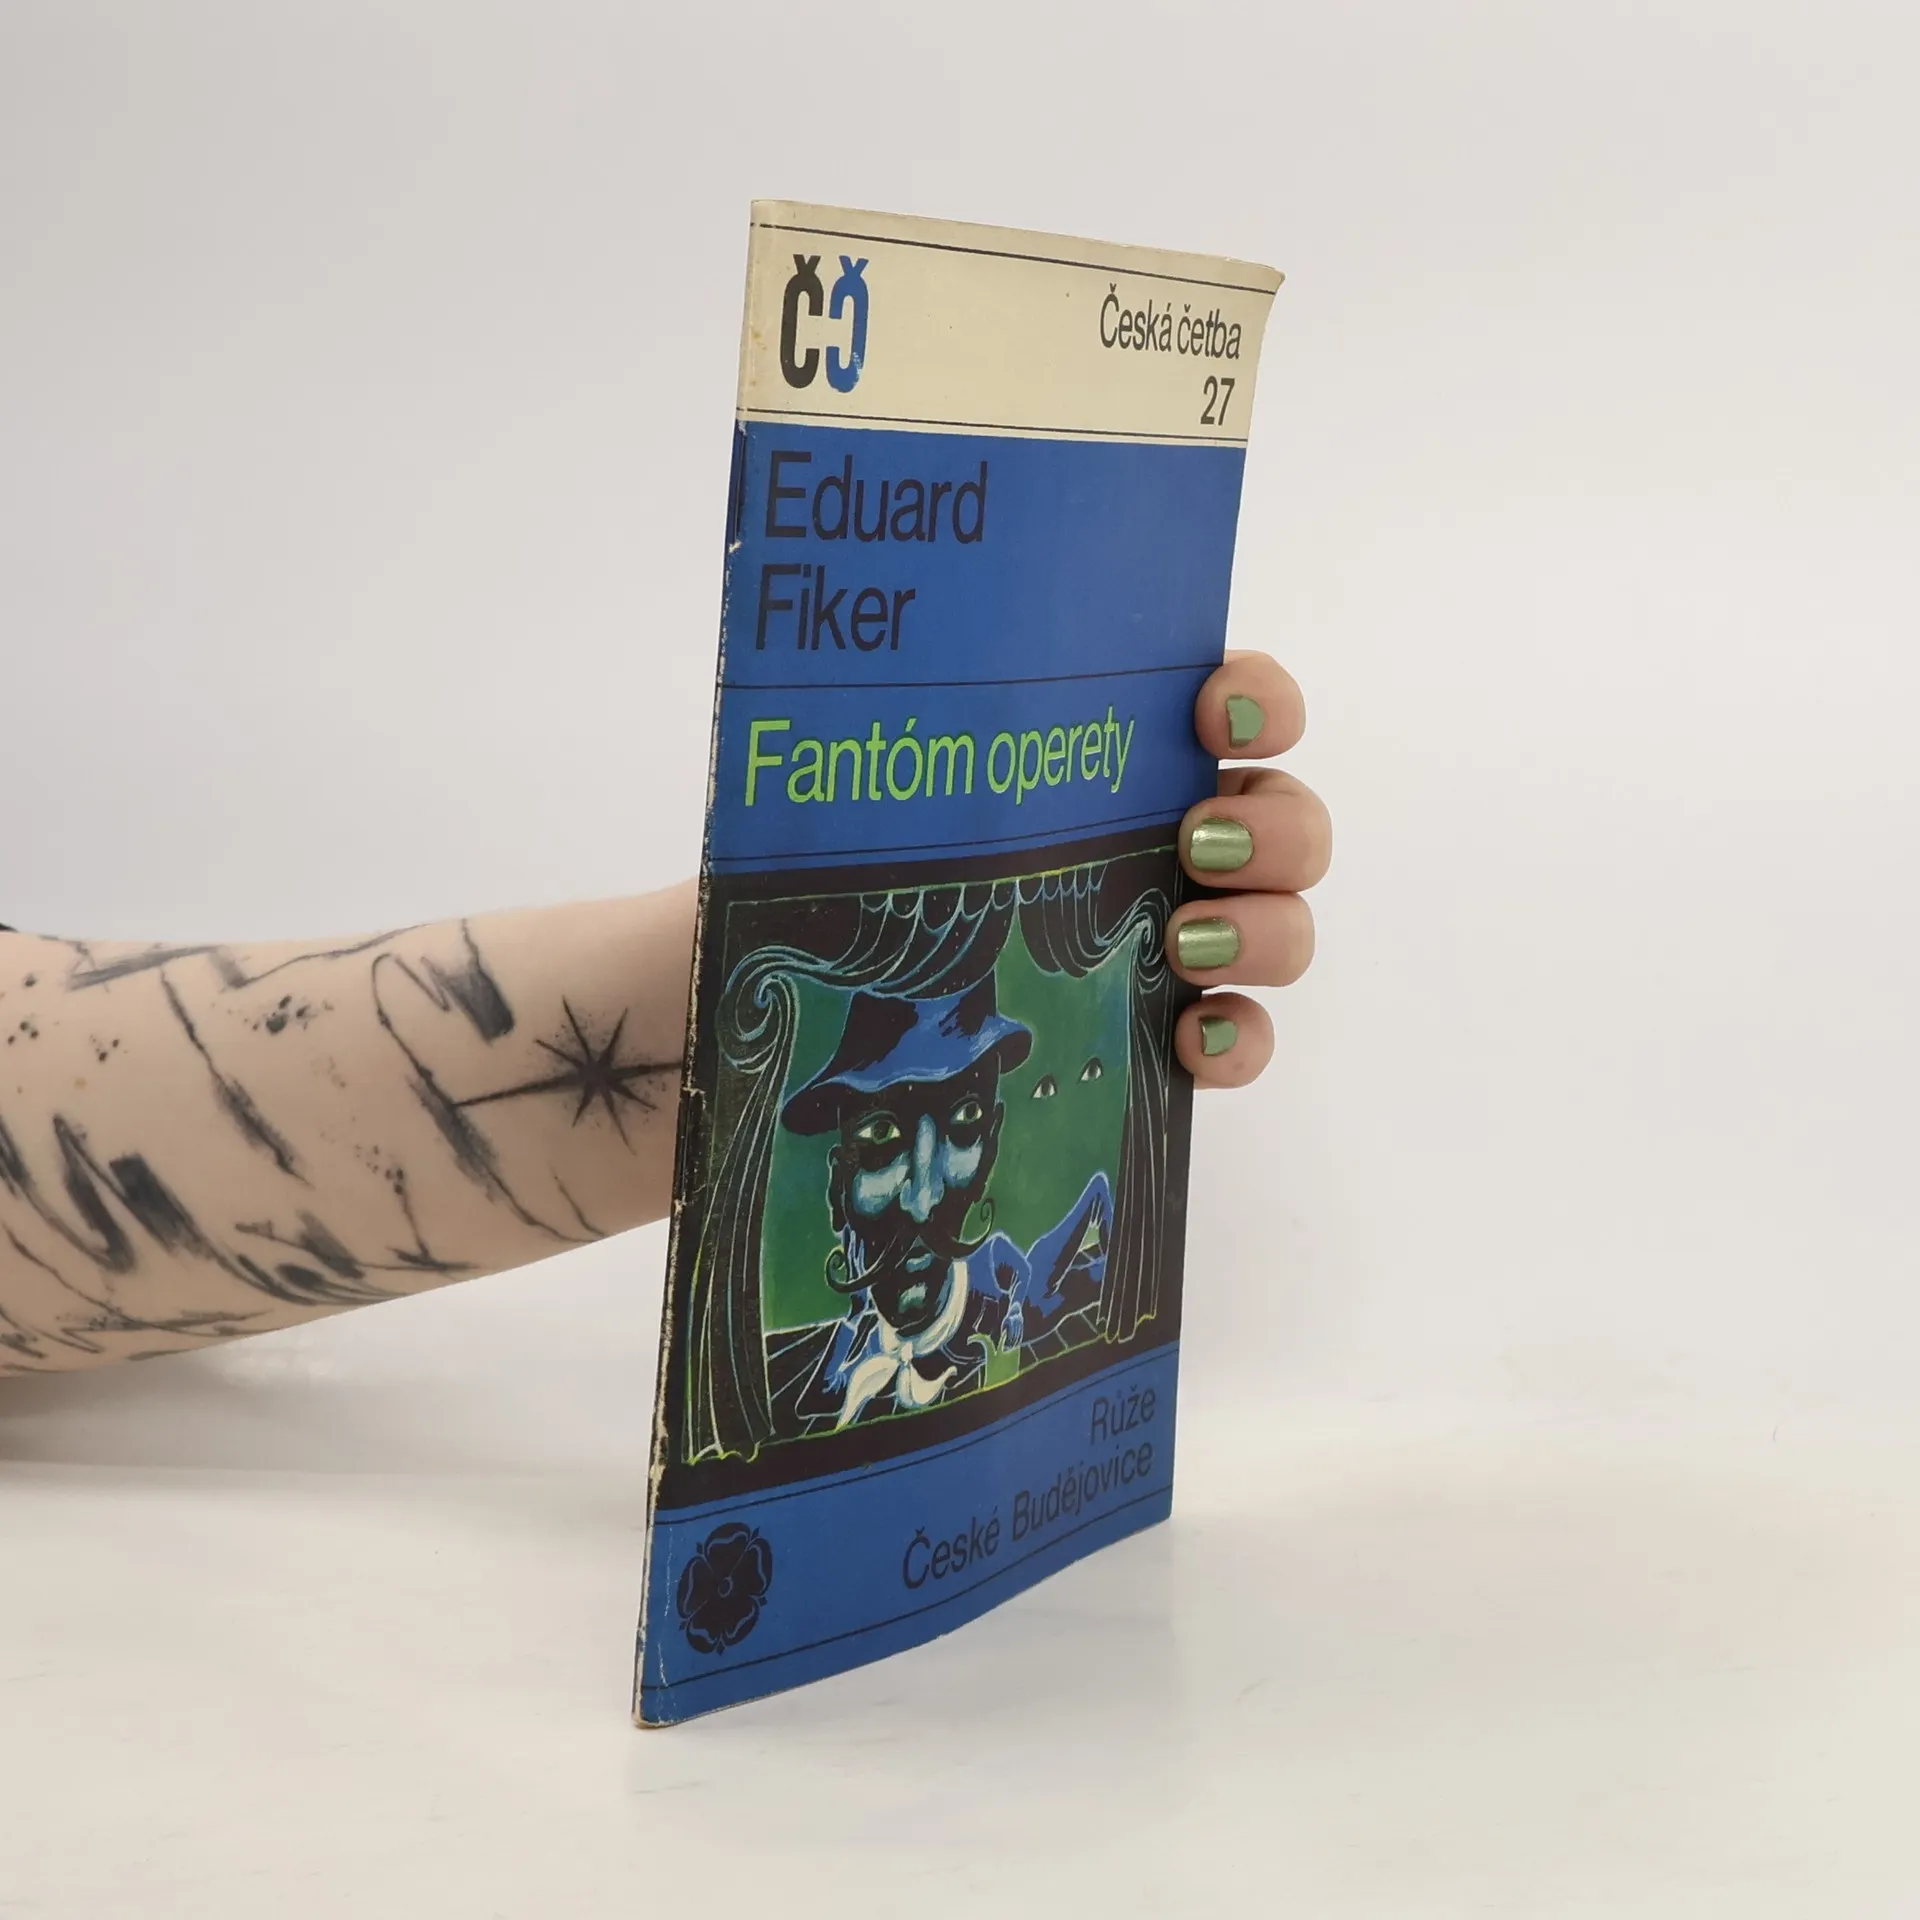 ČČ
Česká četba
27
Eduard
Fiker
Fantóm operety
Růže
České Budějovice